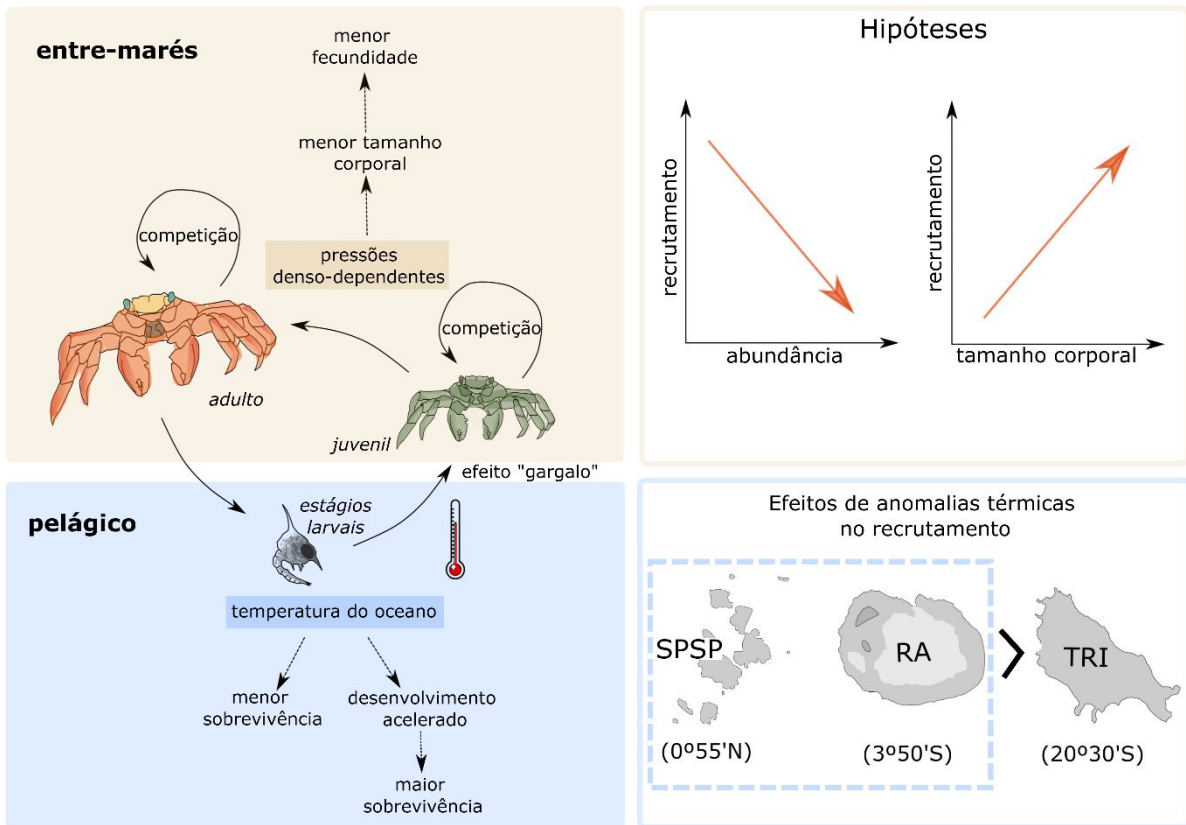 entre-marés
menor
fecundidade
menor tamanho
corporal
competição
pressões
denso-dependentes
competição
adulto
juvenil
efeito "gargalo"
pelágico
estágios
larvais
temperatura do oceano
menor
sobrevivência
desenvolvimento
acelerado
maior
sobrevivência
Hipóteses
recrutamento
abundância
recrutamento
tamanho corporal
Efeitos de anomalias térmicas
no recrutamento
SPSP
RA
>
TRI
(0º55'N)
(3º50'S)
(20º30'S)